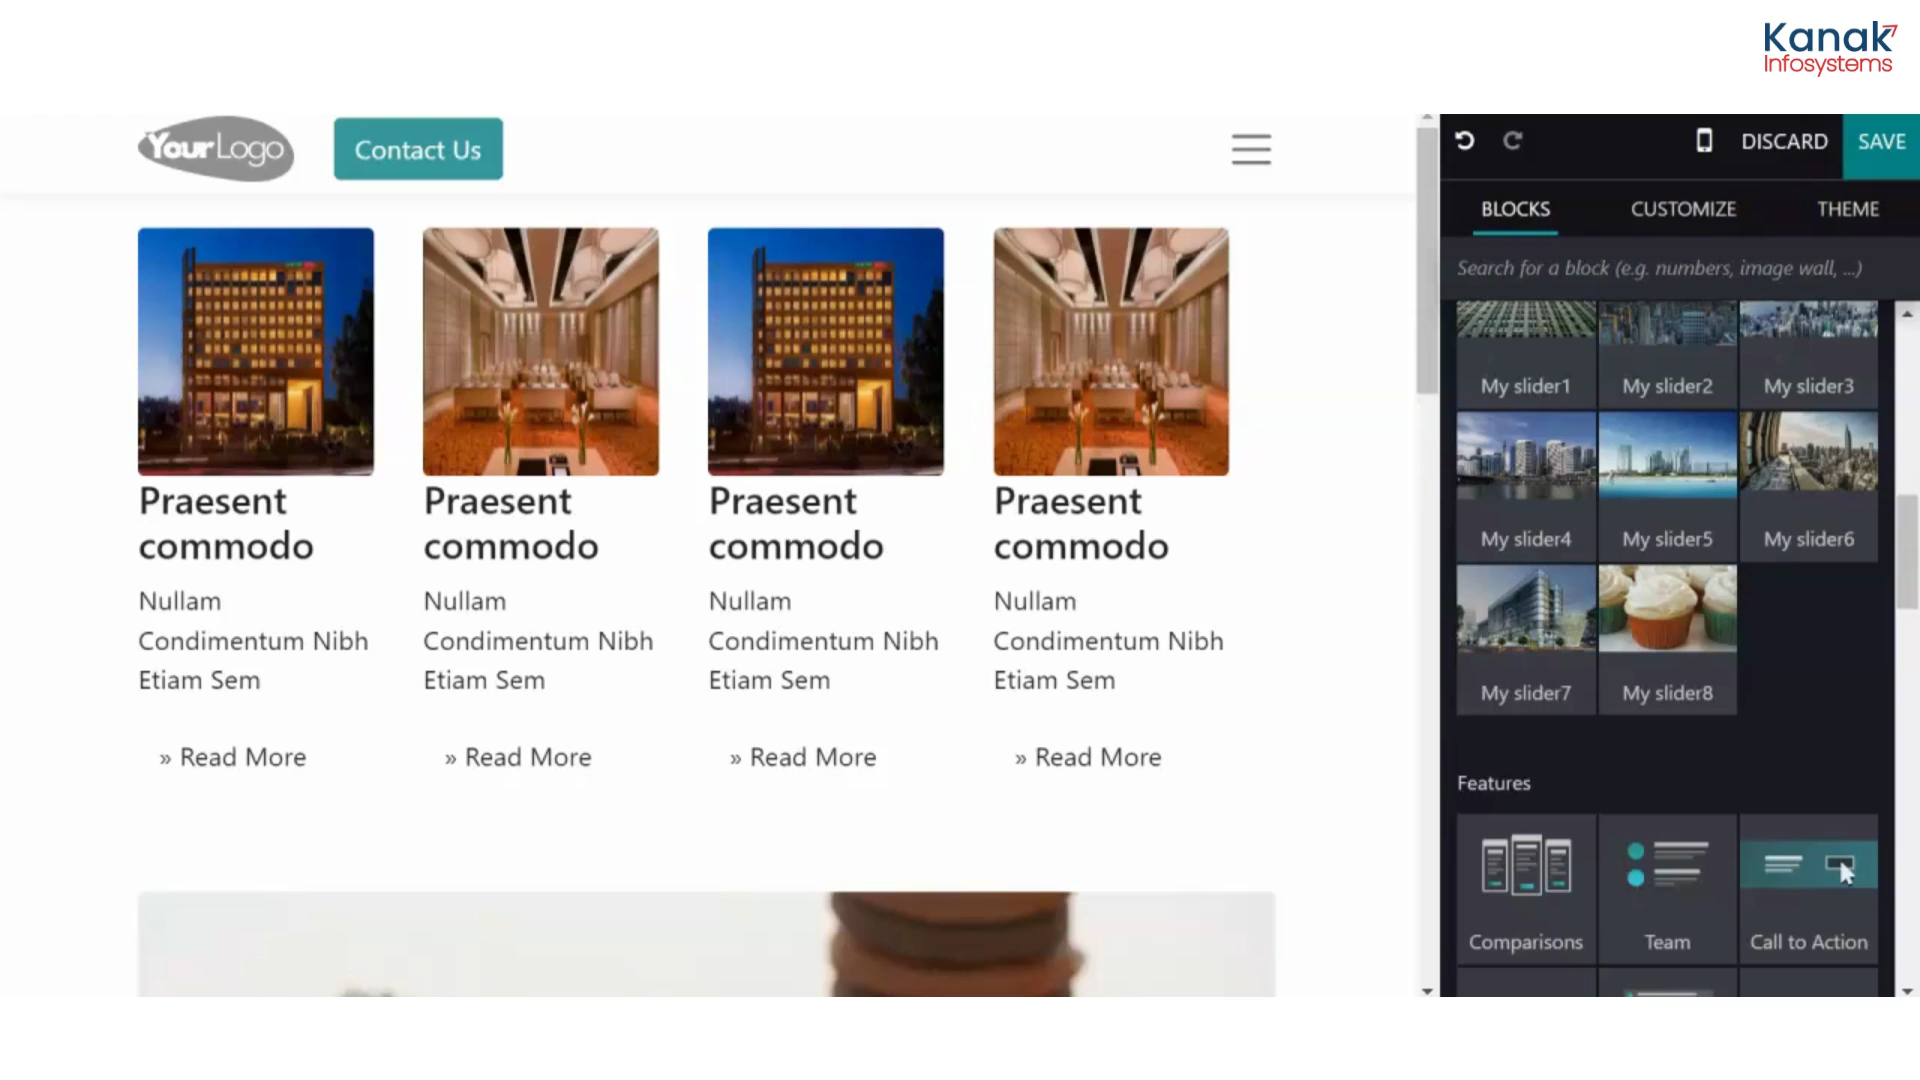 Kanak
Infosystems
YourLogo
Contact Us
DISCARD
SAVE
BLOCKS
CUSTOMIZE
THEME
Search for a block (e.g. numbers, image wall, ...)
My slider1
My slider2
My slider3
My slider4
My slider5
My slider6
My slider7
My slider8
Features
Comparisons
Team
Call to Action
Praesent
commodo
Nullam
Condimentum Nibh
Etiam Sem
» Read More
Praesent
commodo
Nullam
Condimentum Nibh
Etiam Sem
» Read More
Praesent
commodo
Nullam
Condimentum Nibh
Etiam Sem
» Read More
Praesent
commodo
Nullam
Condimentum Nibh
Etiam Sem
» Read More